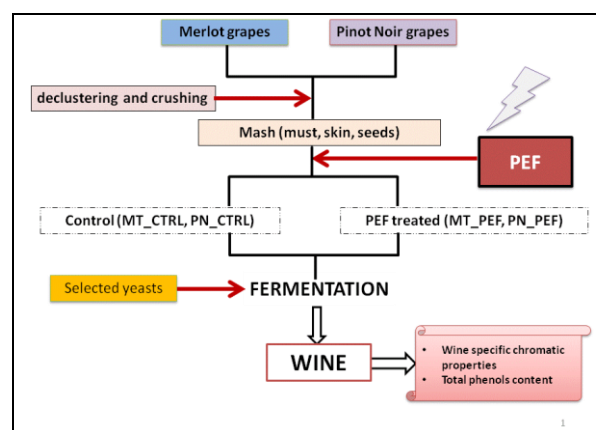 Merlot grapes
Pinot Noir grapes
declustering and crushing
Mash (must, skin, seeds)
PEF
Control (MT_CTRL, PN_CTRL)
PEF treated (MT_PEF, PN_PEF)
Selected yeasts
FERMENTATION
WINE
• Wine specific chromatic
properties
• Total phenols content
1